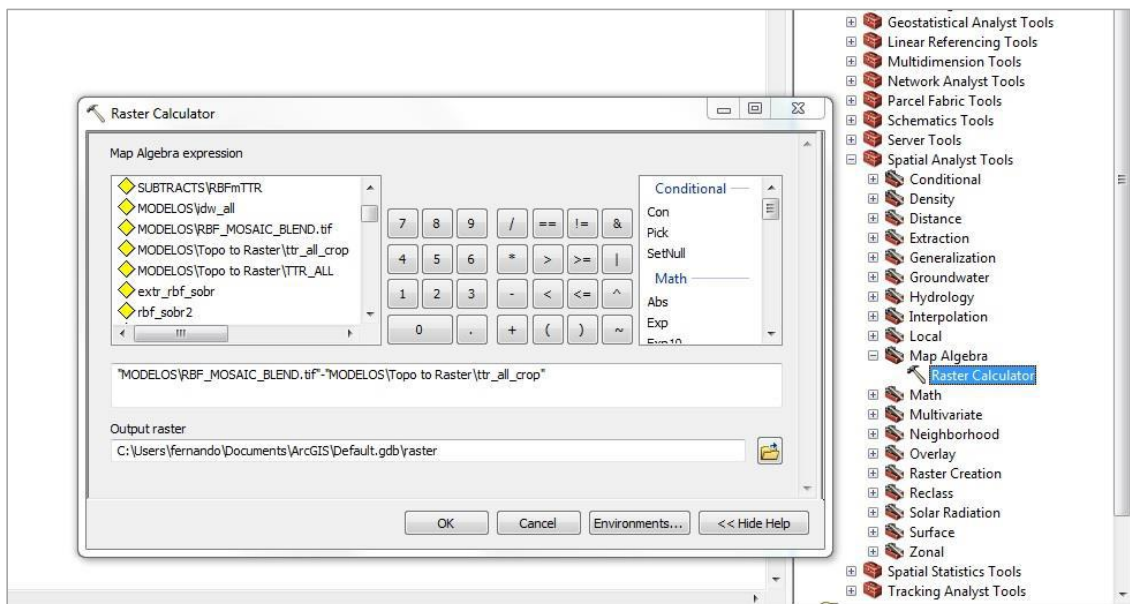 Raster Calculator
Map Algebra expression
SUBTRACTS\RBFmTTR
MODELOS\idw_all
MODELOS\RBF_MOSAIC_BLEND.tif
MODELOS\Topo to Raster\ttr_all_crop
MODELOS\Topo to Raster\TTR_ALL
extr_rbf_sobr
rbf_sobr2
7 8 9 / == != &
4 5 6 * > >= |
1 2 3 - < <= ^
0 . + ( ) ~
Conditional
Con
Pick
SetNull
Math
Abs
Exp
Exp10
"MODELOS\RBF_MOSAIC_BLEND.tif"-"MODELOS\Topo to Raster\ttr_all_crop"
Output raster
C:\Users\fernando\Documents\ArcGIS\Default.gdb\raster
OK Cancel Environments... << Hide Help
Geostatistical Analyst Tools
Linear Referencing Tools
Multidimension Tools
Network Analyst Tools
Parcel Fabric Tools
Schematics Tools
Server Tools
Spatial Analyst Tools
Conditional
Density
Distance
Extraction
Generalization
Groundwater
Hydrology
Interpolation
Local
Map Algebra
Raster Calculator
Math
Multivariate
Neighborhood
Overlay
Raster Creation
Reclass
Solar Radiation
Surface
Zonal
Spatial Statistics Tools
Tracking Analyst Tools